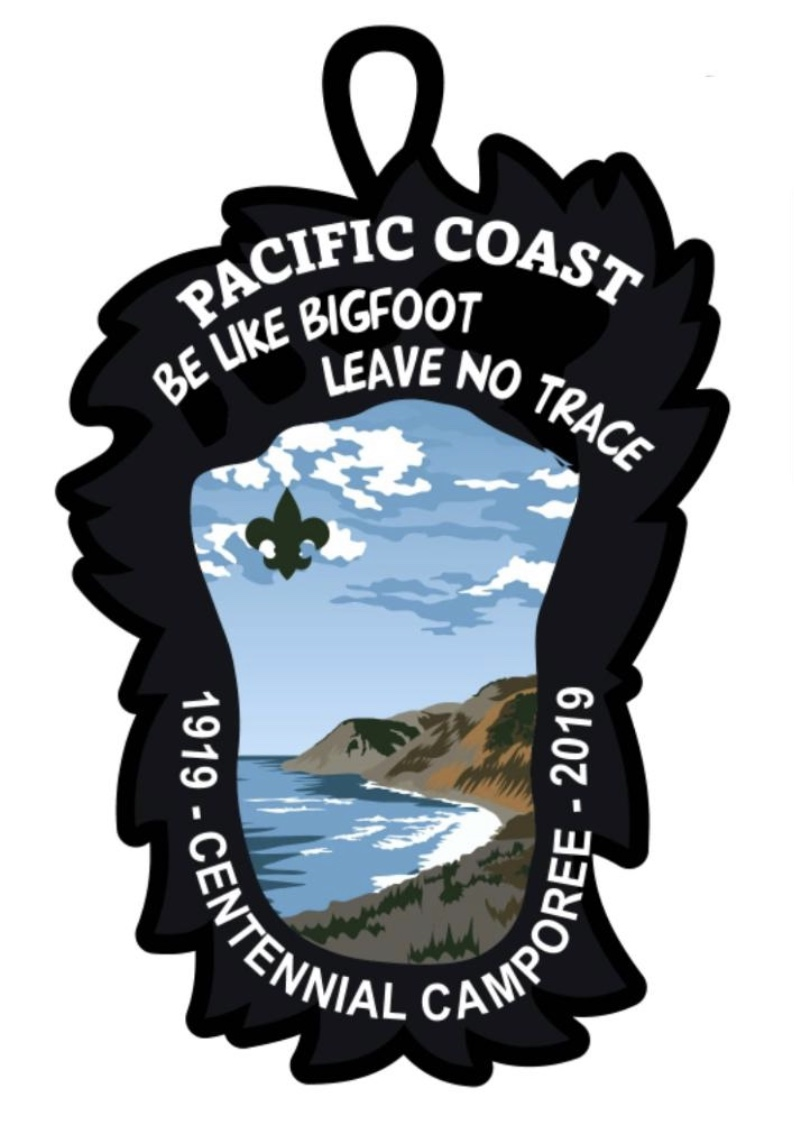 PACIFIC COAST
BE LIKE BIGFOOT
LEAVE NO TRACE
1919 - CENTENNIAL CAMPOREE - 2019